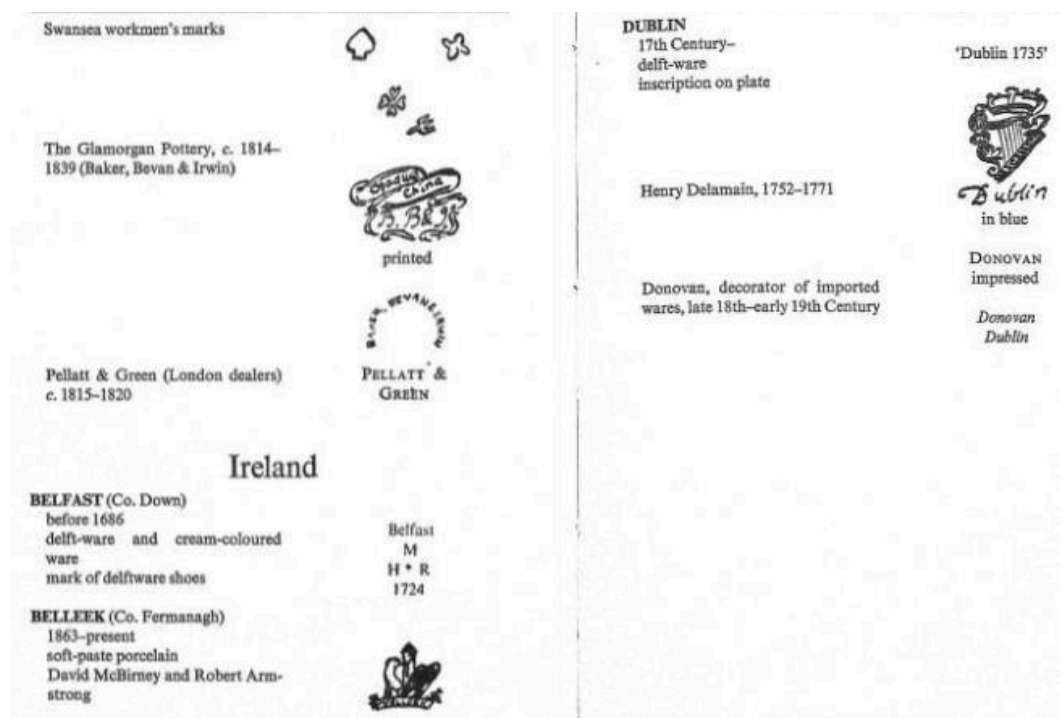 Swansea workmen's marks
The Glamorgan Pottery, c. 1814–
1839 (Baker, Bevan & Irwin)
Opaque
China
B. B & I
printed
BAKER, BEVAN & IRWIN
Pellatt & Green (London dealers)
c. 1815–1820
PELLATT &
GREEN
Ireland
BELFAST (Co. Down)
before 1686
delft-ware and cream-coloured
ware
mark of delftware shoes
Belfast
M
H * R
1724
BELLEEK (Co. Fermanagh)
1863–present
soft-paste porcelain
David McBirney and Robert Arm-
strong
BELLEEK
DUBLIN
17th Century–
delft-ware
inscription on plate
'Dublin 1735'
Henry Delamain, 1752–1771
Dublin
in blue
Donovan, decorator of imported
wares, late 18th–early 19th Century
DONOVAN
impressed
Donovan
Dublin